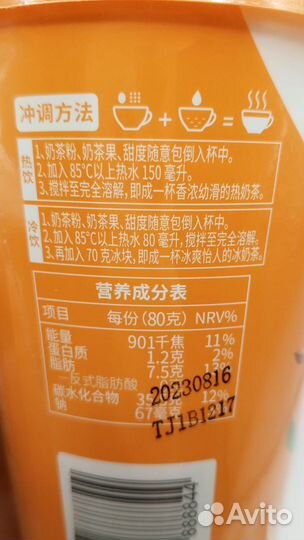 冲调方法
热饮
1.奶茶粉、奶茶果、甜度随意包倒入杯中。
2.加入85℃以上热水150毫升。
3.搅拌至完全溶解,即成一杯香浓幼滑的热奶茶。
冷饮
1.奶茶粉、奶茶果、甜度随意包倒入杯中。
2.加入85℃以上热水80毫升,搅拌至完全溶解。
3.再加入70克冰块,即成一杯冰爽怡人的冰奶茶。
营养成分表
项目 每份(80克) NRV%
能量 901千焦 11%
蛋白质 1.2克 2%
脂肪 7.5克
—反式脂肪酸
碳水化合物 12%
钠 67毫克
20230816
TJ1B1217
Avito